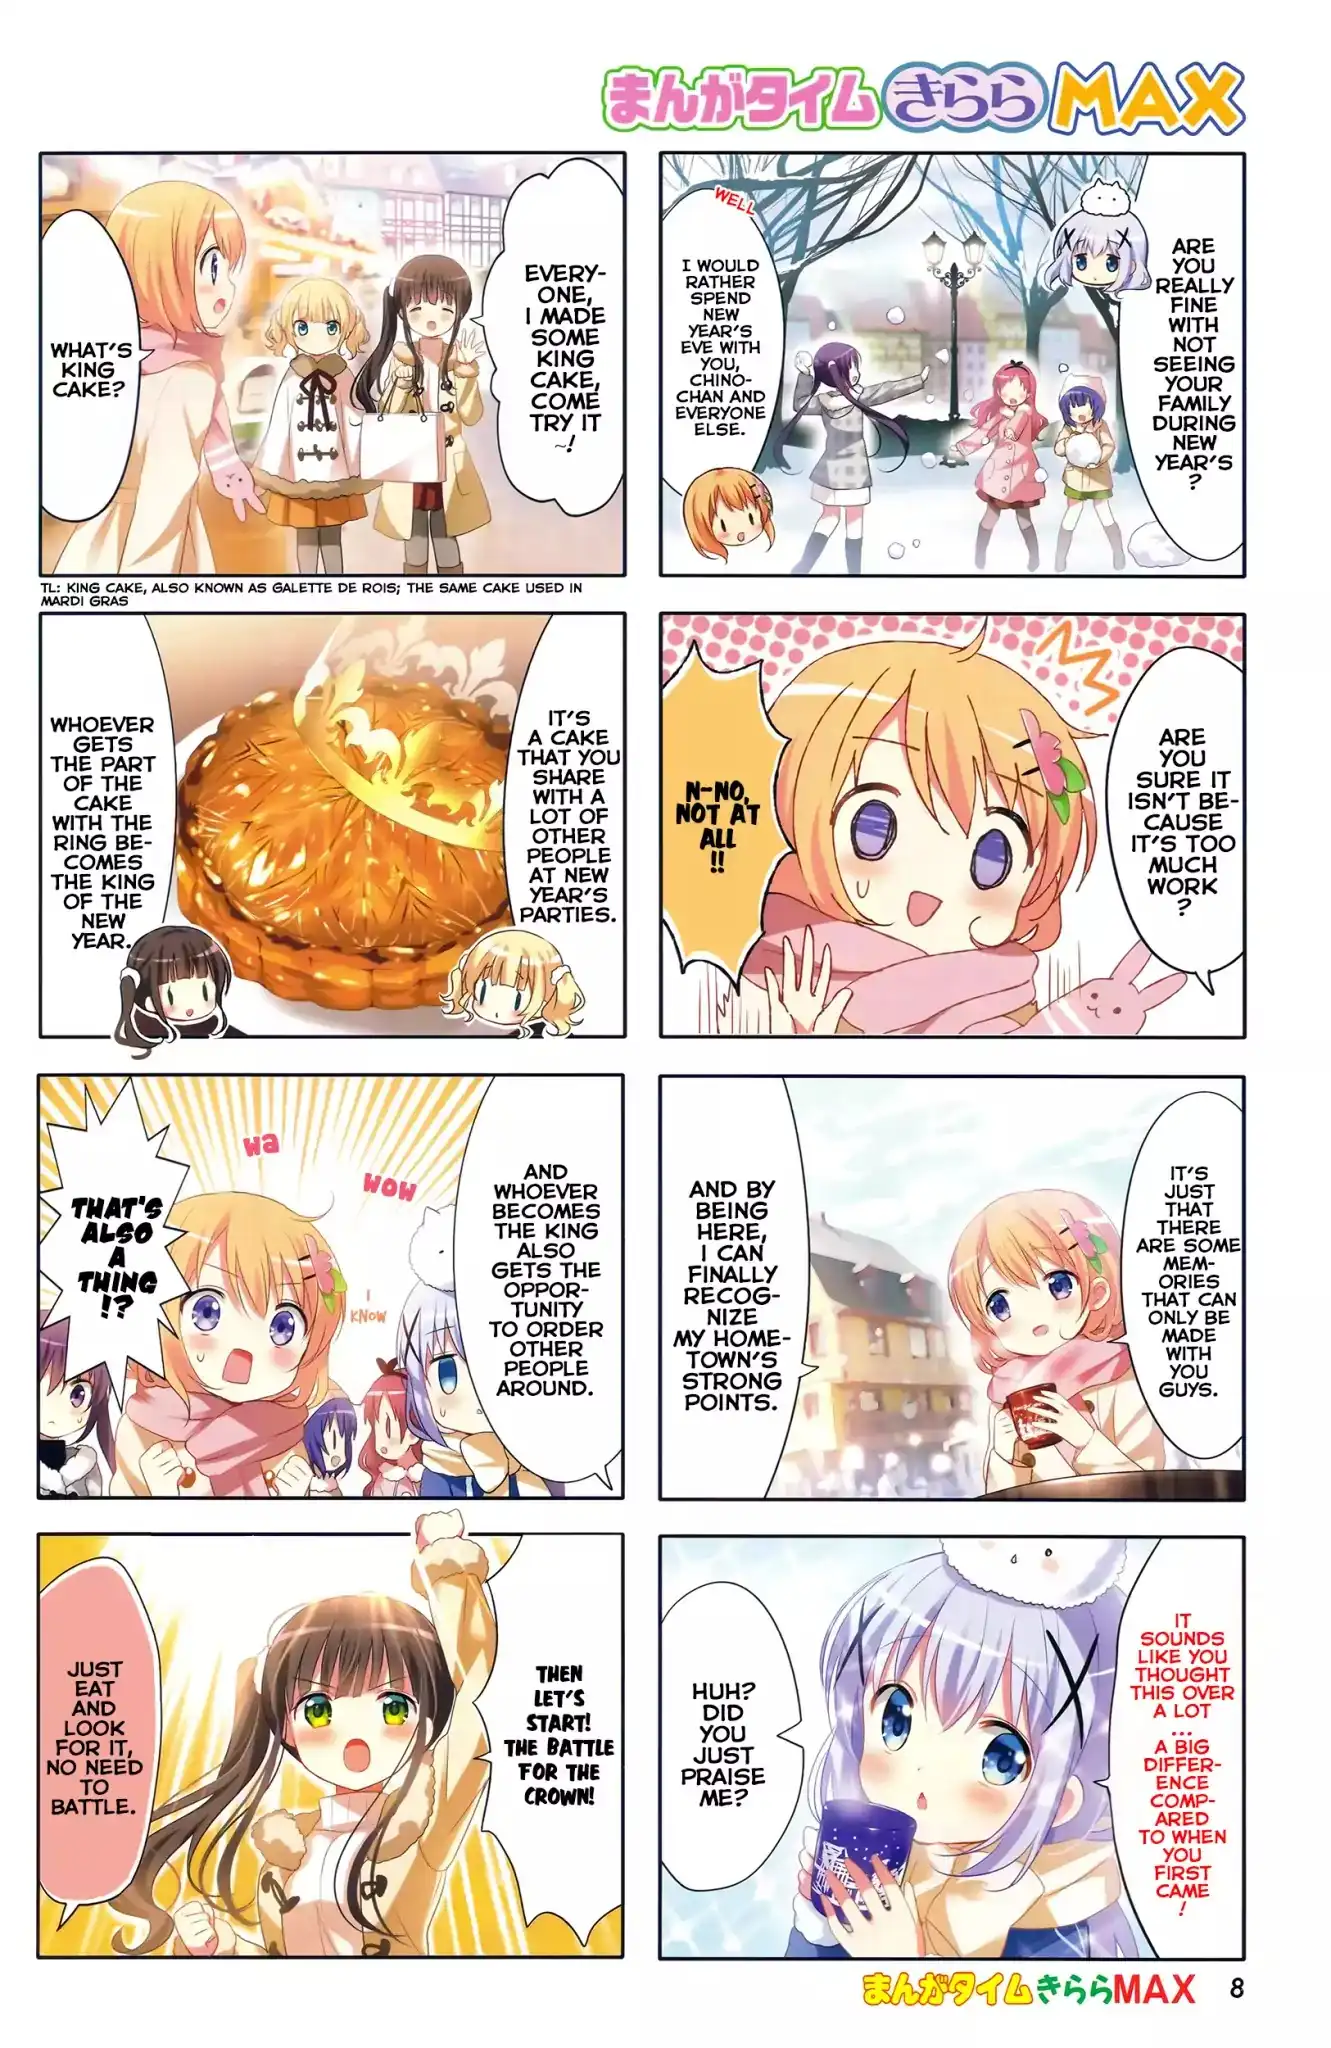 まんがタイムきららMAX
ARE
YOU
REALLY
FINE
WITH
NOT
SEEING
YOUR
FAMILY
DURING
NEW
YEAR'S
?
WELL
I WOULD
RATHER
SPEND
NEW
YEAR'S
EVE WITH
YOU,
CHINO-
CHAN AND
EVERYONE
ELSE.
ARE
YOU
SURE IT
ISN'T BE-
CAUSE
IT'S TOO
MUCH
WORK
?
N-NO,
NOT AT
ALL
!!
IT'S
JUST
THAT
THERE
ARE SOME
MEM-
ORIES
THAT CAN
ONLY BE
MADE
WITH
YOU
GUYS.
AND BY
BEING
HERE,
I CAN
FINALLY
RECOG-
NIZE
MY HOME-
TOWN'S
STRONG
POINTS.
IT
SOUNDS
LIKE YOU
THOUGHT
THIS OVER
A LOT
...
A BIG
DIFFER-
ENCE
COMP-
ARED
TO WHEN
YOU
FIRST
CAME
!
HUH?
DID
YOU
JUST
PRAISE
ME?
EVERY-
ONE,
I MADE
SOME
KING
CAKE,
COME
TRY IT
~!
WHAT'S
KING
CAKE?
TL: KING CAKE, ALSO KNOWN AS GALETTE DE ROIS; THE SAME CAKE USED IN
MARDI GRAS
IT'S
A CAKE
THAT YOU
SHARE
WITH A
LOT OF
OTHER
PEOPLE
AT NEW
YEAR'S
PARTIES.
WHOEVER
GETS
THE PART
OF THE
CAKE
WITH THE
RING BE-
COMES
THE KING
OF THE
NEW
YEAR.
AND
WHOEVER
BECOMES
THE KING
ALSO
GETS THE
OPPOR-
TUNITY
TO ORDER
OTHER
PEOPLE
AROUND.
WOW
WA
I
KNOW
THAT'S
ALSO
A
THING
!?
THEN
LET'S
START!
THE BATTLE
FOR THE
CROWN!
JUST
EAT
AND
LOOK
FOR IT,
NO NEED
TO
BATTLE.
まんがタイムきららMAX 8